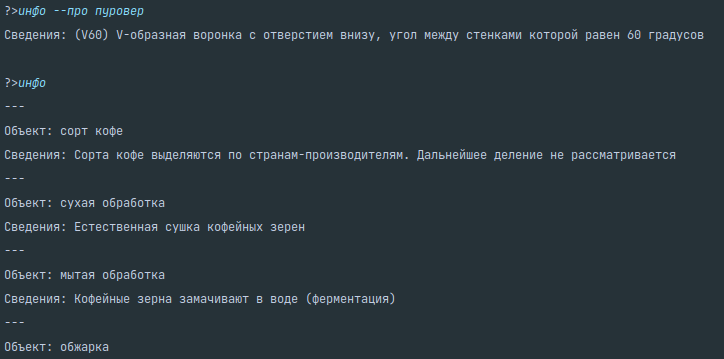 ?>инфо --про пуровер
Сведения: (V60) V-образная воронка с отверстием внизу, угол между стенками которой равен 60 градусов
?>инфо
---
Объект: сорт кофе
Сведения: Сорта кофе выделяются по странам-производителям. Дальнейшее деление не рассматривается
---
Объект: сухая обработка
Сведения: Естественная сушка кофейных зерен
---
Объект: мытая обработка
Сведения: Кофейные зерна замачивают в воде (ферментация)
---
Объект: обжарка